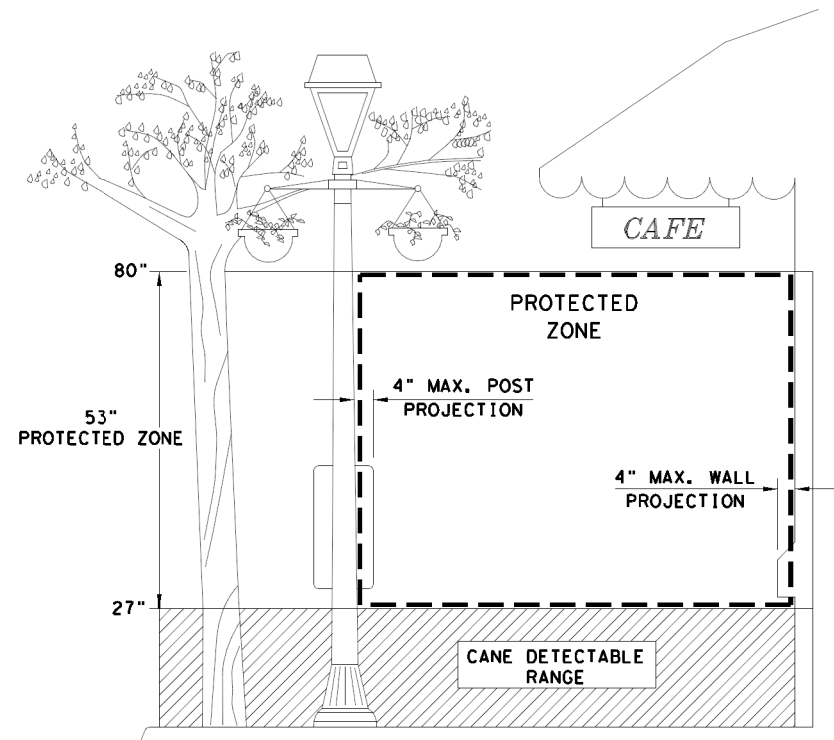 CAFE
80"
PROTECTED
ZONE
4" MAX. POST
PROJECTION
53"
PROTECTED ZONE
4" MAX. WALL
PROJECTION
27"
CANE DETECTABLE
RANGE